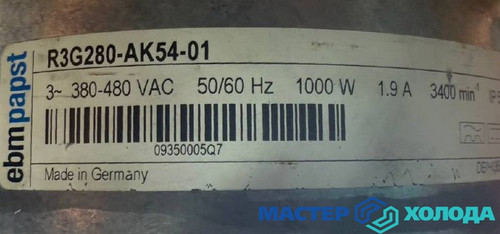 ebmpapst
R3G280-AK54-01
3~ 380-480 VAC 50/60 Hz 1000 W 1.9 A 3400 min⁻¹
09350005Q7
Made in Germany
МАСТЕР ХОЛОДА